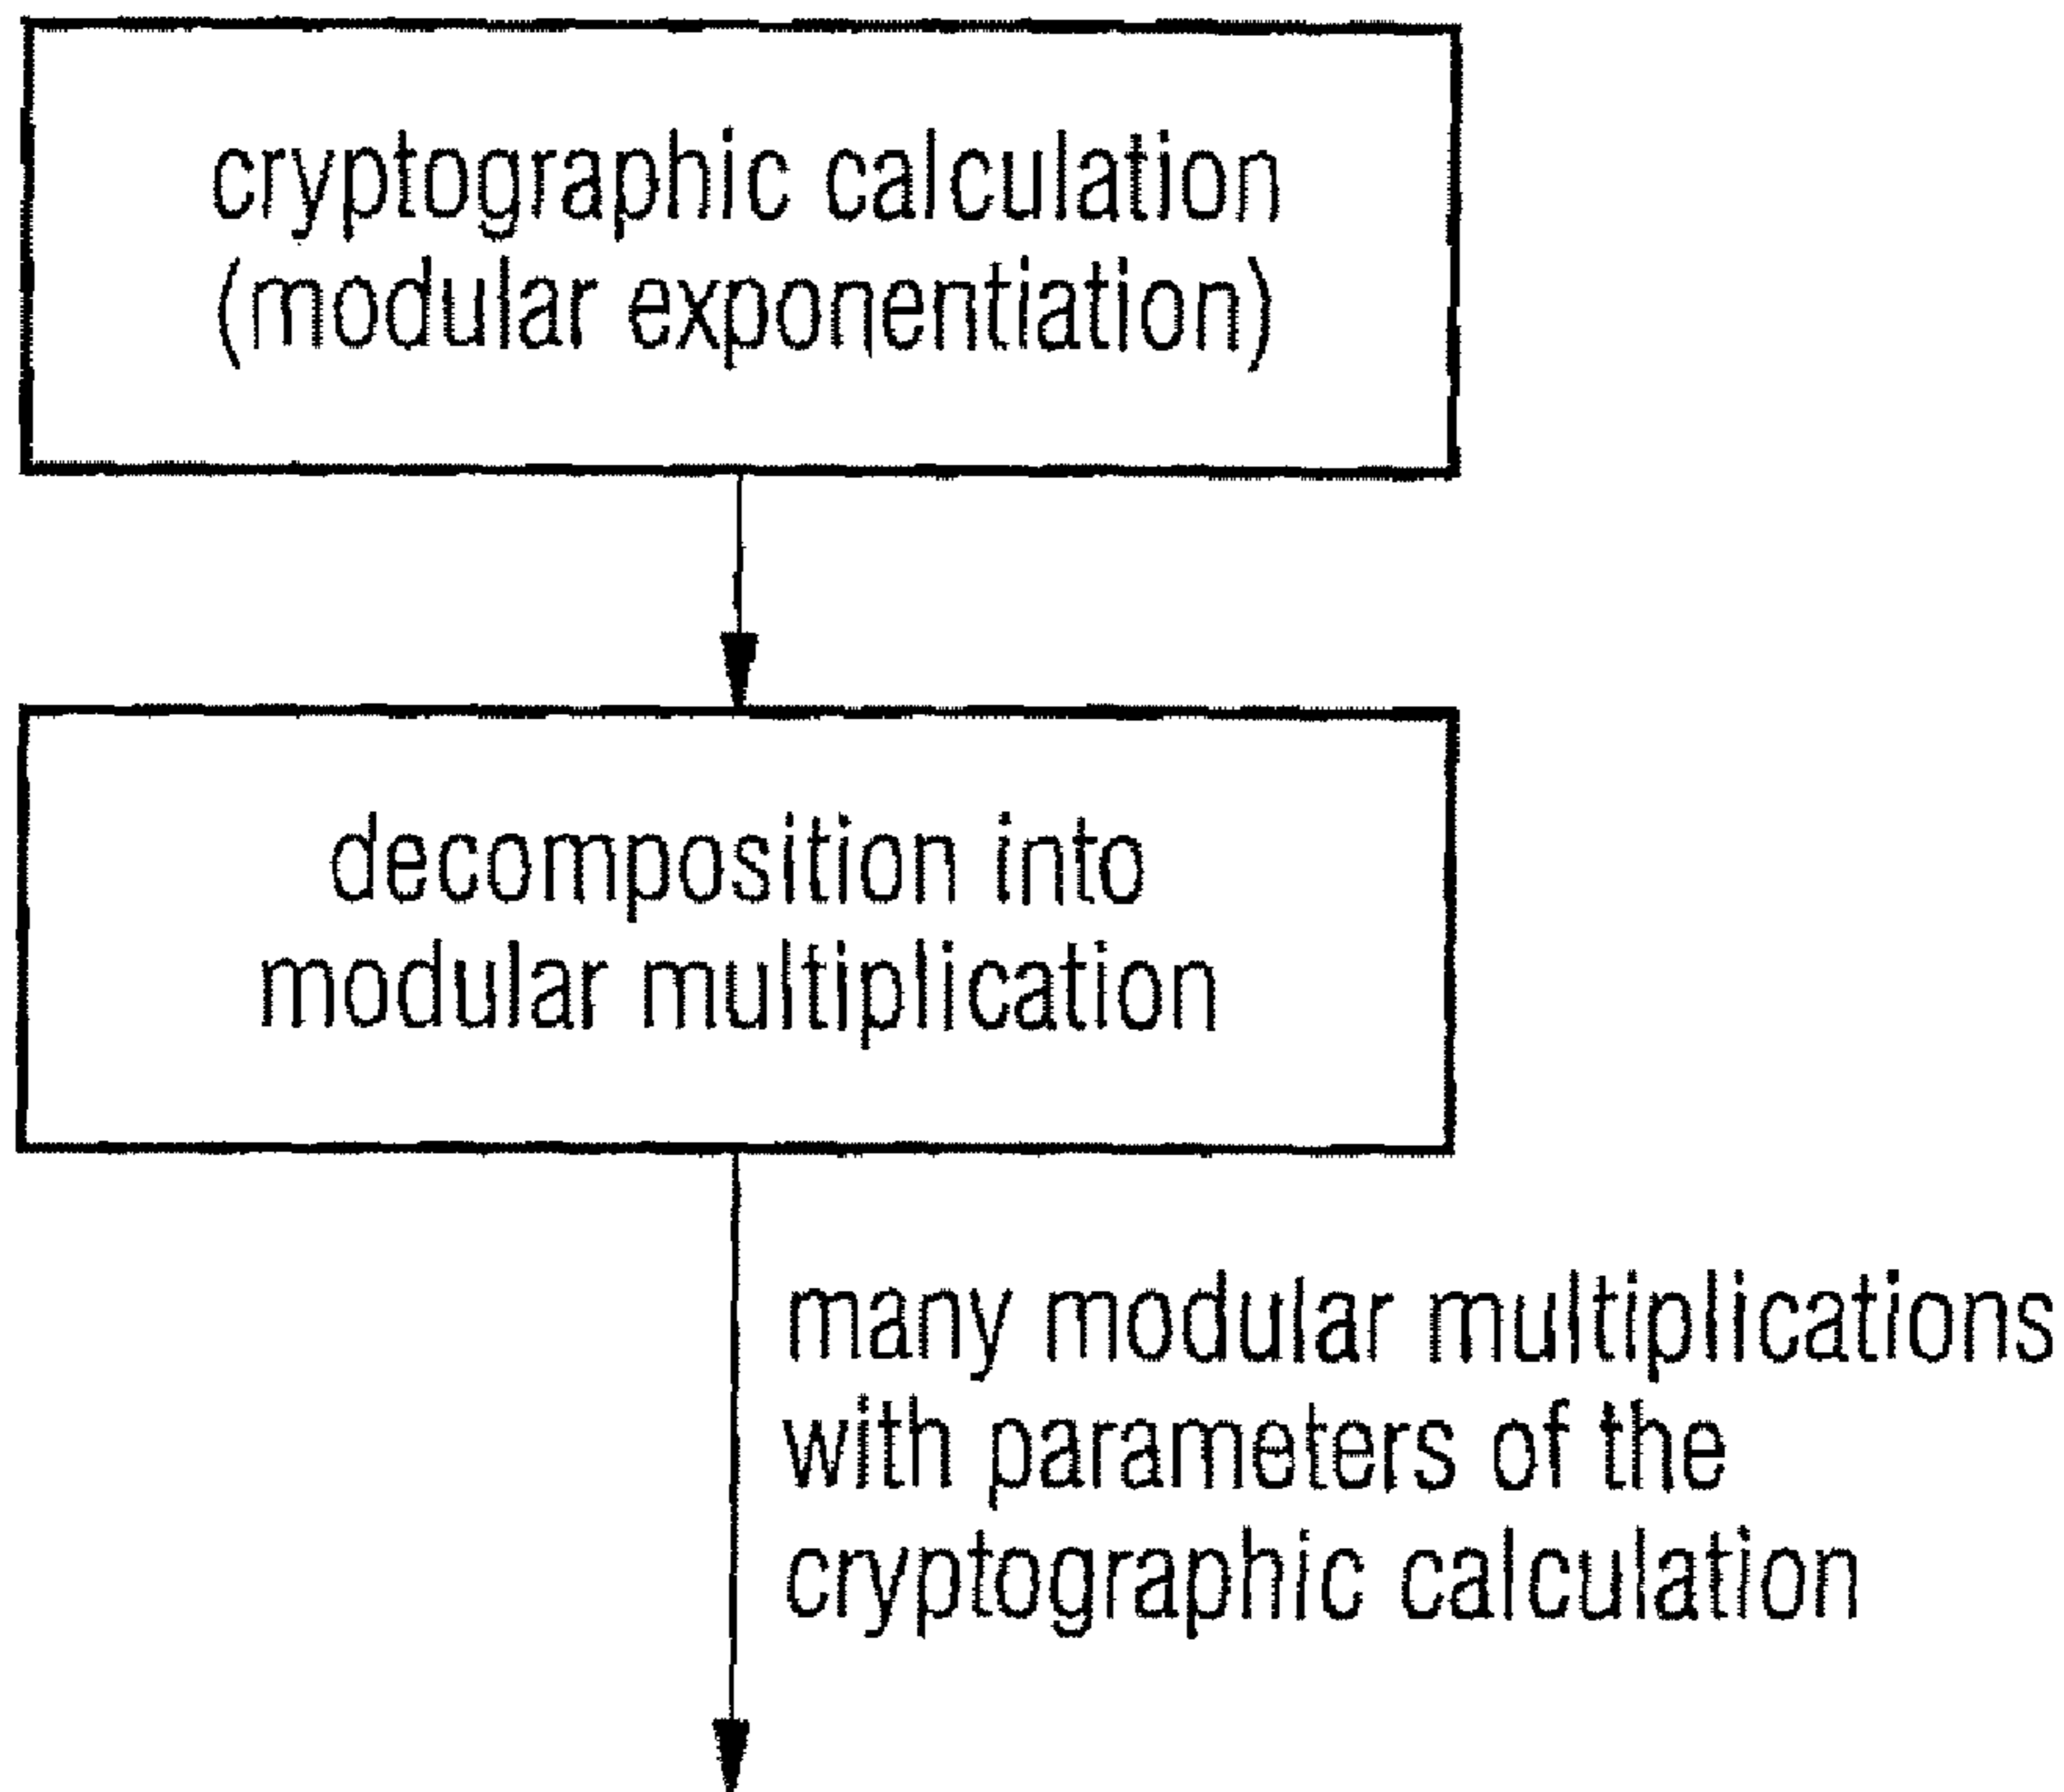 cryptographic calculation
(modular exponentiation)
decomposition into
modular multiplication
many modular multiplications
with parameters of the
cryptographic calculation